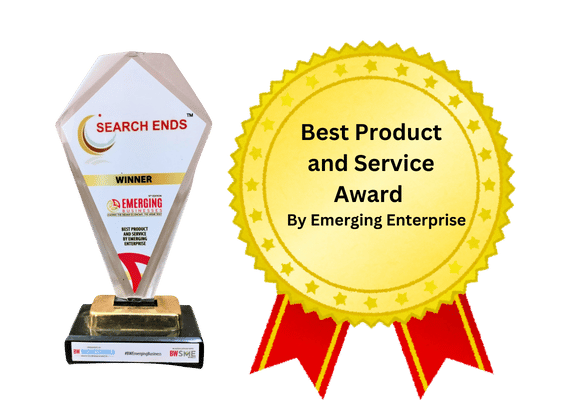 SEARCH ENDS
TM
WINNER
EMERGING
BUSINESSES
BEST PRODUCT
AND SERVICE
BY EMERGING
ENTERPRISE
BW BUSINESSWORLD
#BWEmergingBusiness
BW SME
Best Product
and Service
Award
By Emerging Enterprise